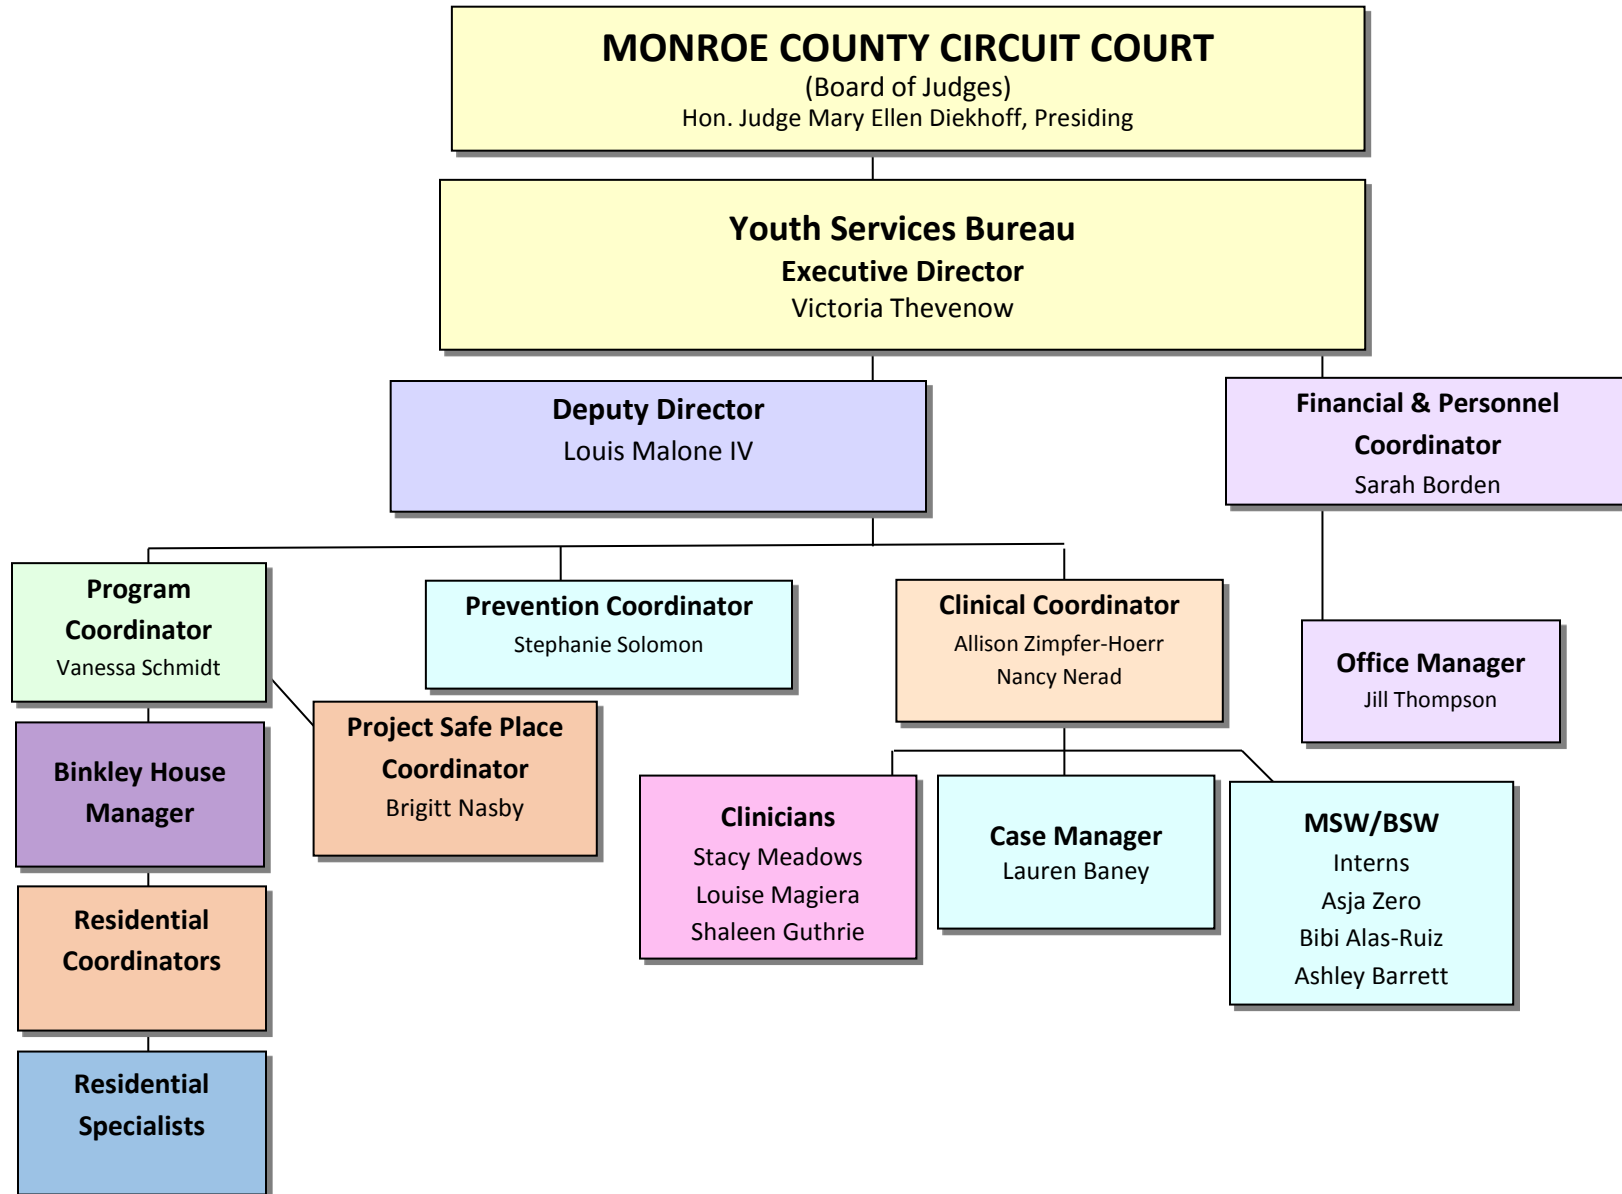 MONROE COUNTY CIRCUIT COURT
(Board of Judges)
Hon. Judge Mary Ellen Diekhoff, Presiding
Youth Services Bureau
Executive Director
Victoria Thevenow
Deputy Director
Louis Malone IV
Financial & Personnel
Coordinator
Sarah Borden
Program
Coordinator
Vanessa Schmidt
Prevention Coordinator
Stephanie Solomon
Clinical Coordinator
Allison Zimpfer-Hoerr
Nancy Nerad
Office Manager
Jill Thompson
Binkley House
Manager
Project Safe Place
Coordinator
Brigitt Nasby
Clinicians
Stacy Meadows
Louise Magiera
Shaleen Guthrie
Case Manager
Lauren Baney
MSW/BSW
Interns
Asja Zero
Bibi Alas-Ruiz
Ashley Barrett
Residential
Coordinators
Residential
Specialists